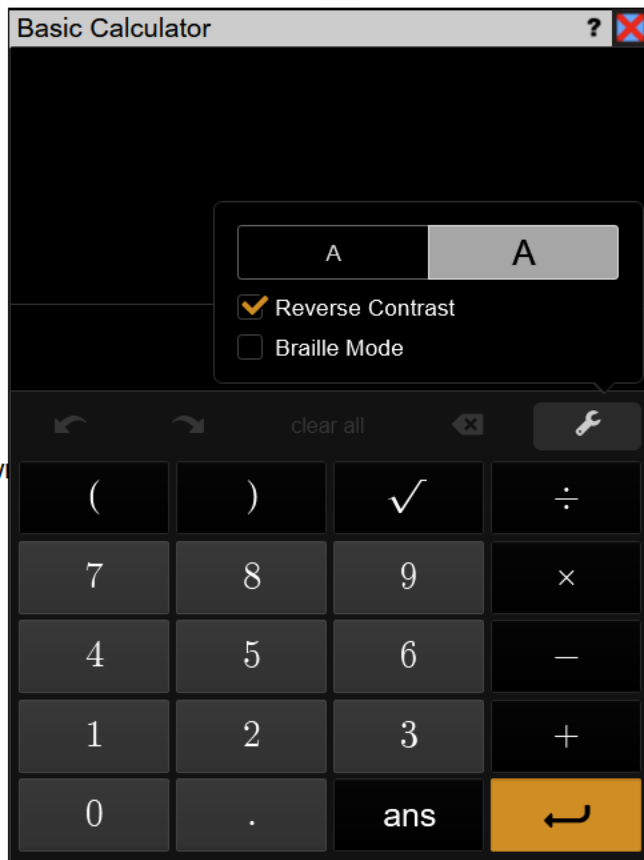 Basic Calculator ?
A A
Reverse Contrast
Braille Mode
clear all
( ) √ ÷
7 8 9 ×
4 5 6 −
1 2 3 +
0 . ans